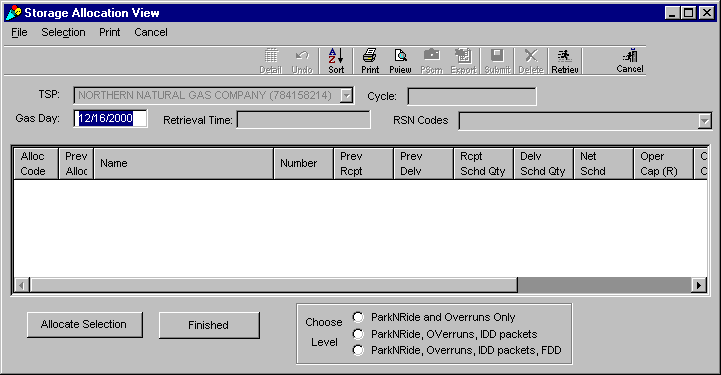 Storage Allocation View
File Selection Print Cancel
Detail Undo Sort Print Pview PScrn Export Submit Delete Retriev Cancel
TSP: NORTHERN NATURAL GAS COMPANY (784158214) Cycle:
Gas Day: 12/16/2000 Retrieval Time: RSN Codes
Alloc Code Prev Alloc Name Number Prev Rcpt Prev Delv Rcpt Schd Qty Delv Schd Qty Net Schd Oper Cap (R)
Allocate Selection Finished
Choose Level
ParkNRide and Overruns Only
ParkNRide, OVerruns, IDD packets
ParkNRide, Overruns, IDD packets, FDD